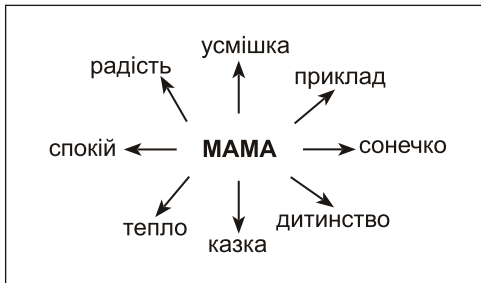 усмішка
радість
приклад
спокій
МАМА
сонечко
тепло
дитинство
казка